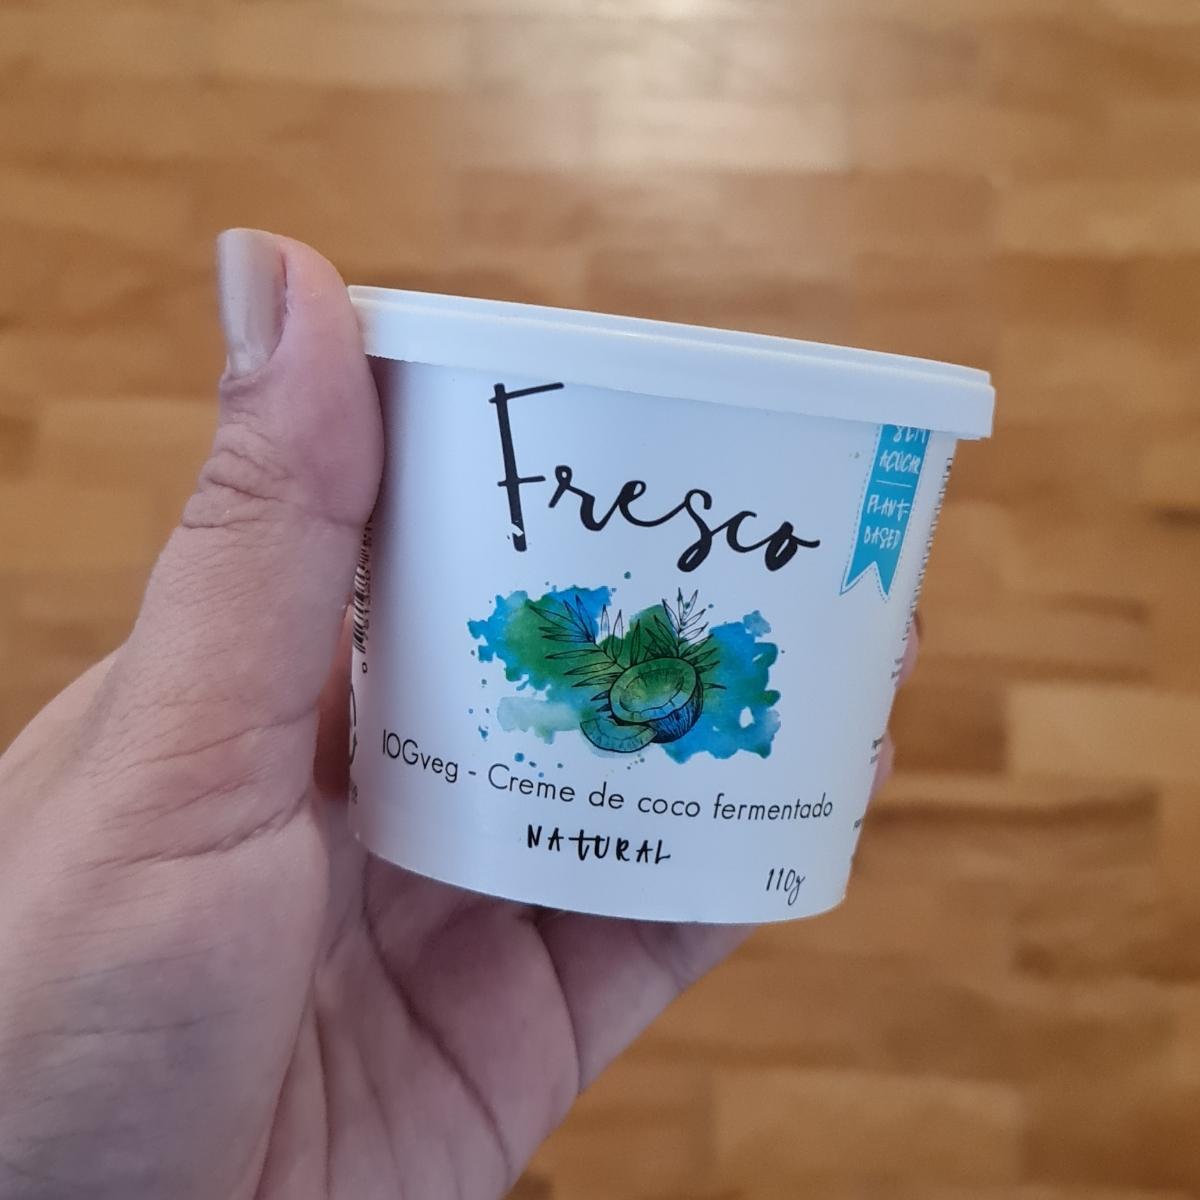 Fresco
SEM
AÇÚCAR
PLANT-
BASED
IOGveg - Creme de coco fermentado
NATURAL
110g